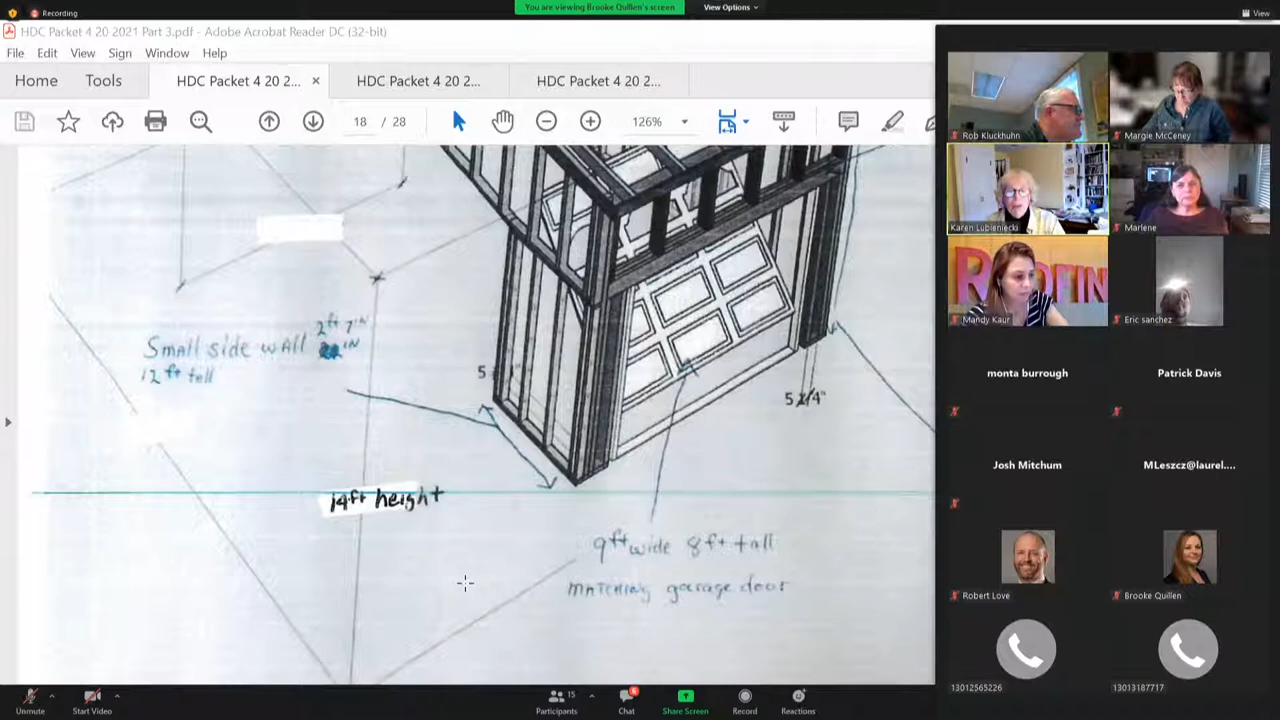 Recording
You are viewing Brooke Quillen's screen
View Options
View
HDC Packet 4 20 2021 Part 3.pdf - Adobe Acrobat Reader DC (32-bit)
File Edit View Sign Window Help
Home Tools HDC Packet 4 20 2... × HDC Packet 4 20 2... HDC Packet 4 20 2...
18 / 28 126%
Small side wall 2ft 7IN
IN
12ft tall
5
5 1/4"
14ft height
9ft wide 8ft tall
matching garage door
Rob Kluckhuhn
Margie McCeney
Karen Lubieniecki
Marlene
Mandy Kaur
Eric sanchez
monta burrough
Patrick Davis
Josh Mitchum
MLeszcz@laurel....
Robert Love
Brooke Quillen
13012565226
13013187717
Unmute
Start Video
15
Participants
6
Chat
Share Screen
Record
Reactions